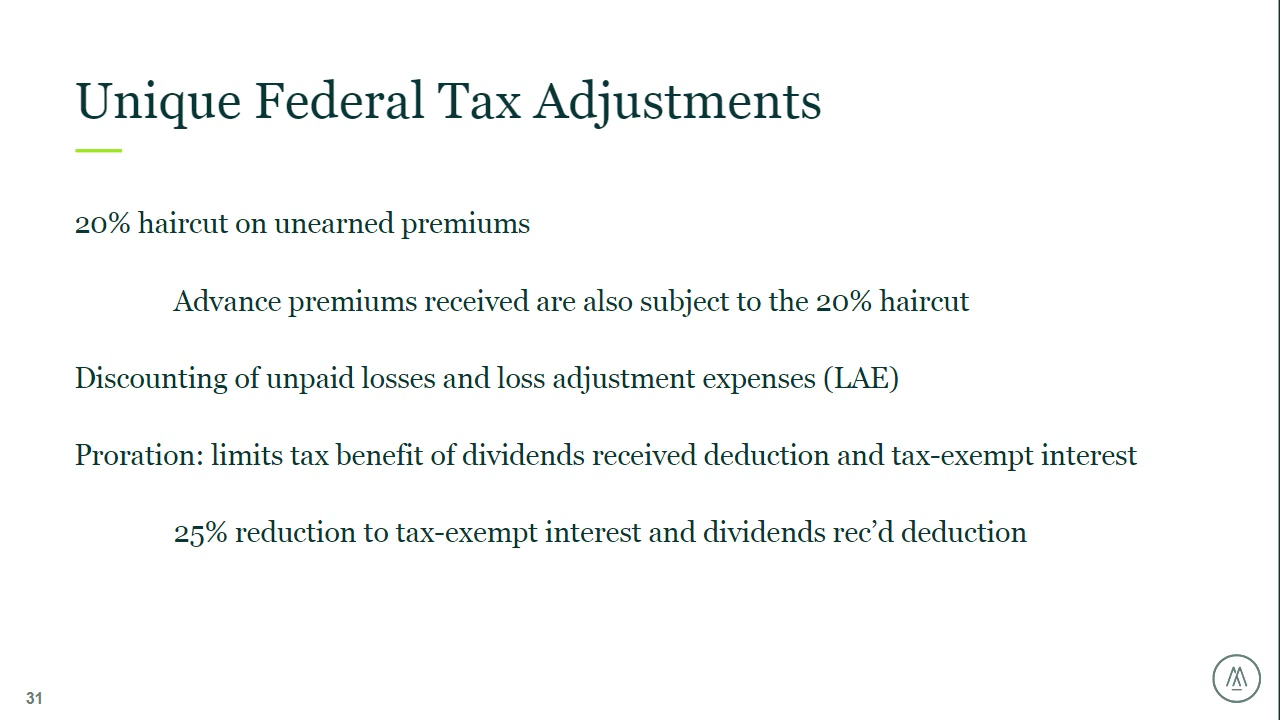 Unique Federal Tax Adjustments
20% haircut on unearned premiums
Advance premiums received are also subject to the 20% haircut
Discounting of unpaid losses and loss adjustment expenses (LAE)
Proration: limits tax benefit of dividends received deduction and tax-exempt interest
25% reduction to tax-exempt interest and dividends rec’d deduction
31